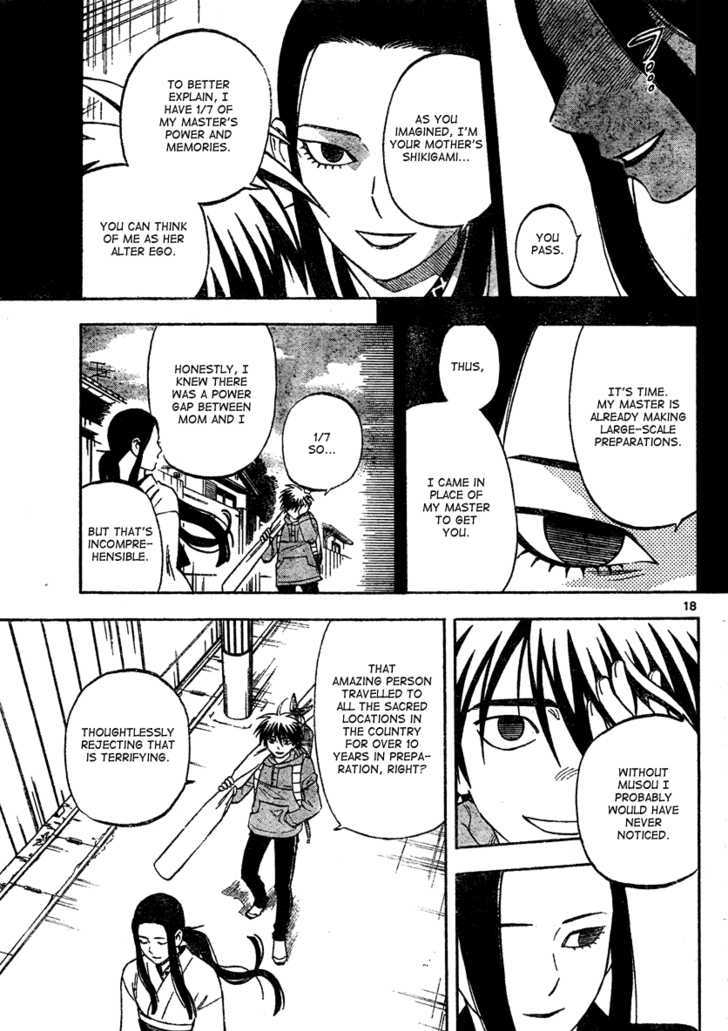 フ...
YOU
PASS.
AS YOU
IMAGINED, I'M
YOUR MOTHER'S
SHIKIGAMI...
TO BETTER
EXPLAIN, I
HAVE 1/7 OF
MY MASTER'S
POWER AND
MEMORIES.
YOU CAN THINK
OF ME AS HER
ALTER EGO.
IT'S TIME.
MY MASTER IS
ALREADY MAKING
LARGE-SCALE
PREPARATIONS.
THUS,
I CAME IN
PLACE OF
MY MASTER
TO GET
YOU.
1/7
SO...
HONESTLY, I
KNEW THERE
WAS A POWER
GAP BETWEEN
MOM AND I
BUT THAT'S
INCOMPRE-
HENSIBLE.
18
WITHOUT
MUSOU I
PROBABLY
WOULD HAVE
NEVER
NOTICED.
THAT
AMAZING PERSON
TRAVELLED TO
ALL THE SACRED
LOCATIONS IN
THE COUNTRY
FOR OVER 10
YEARS IN PREPA-
RATION, RIGHT?
THOUGHTLESSLY
REJECTING THAT
IS TERRIFYING.